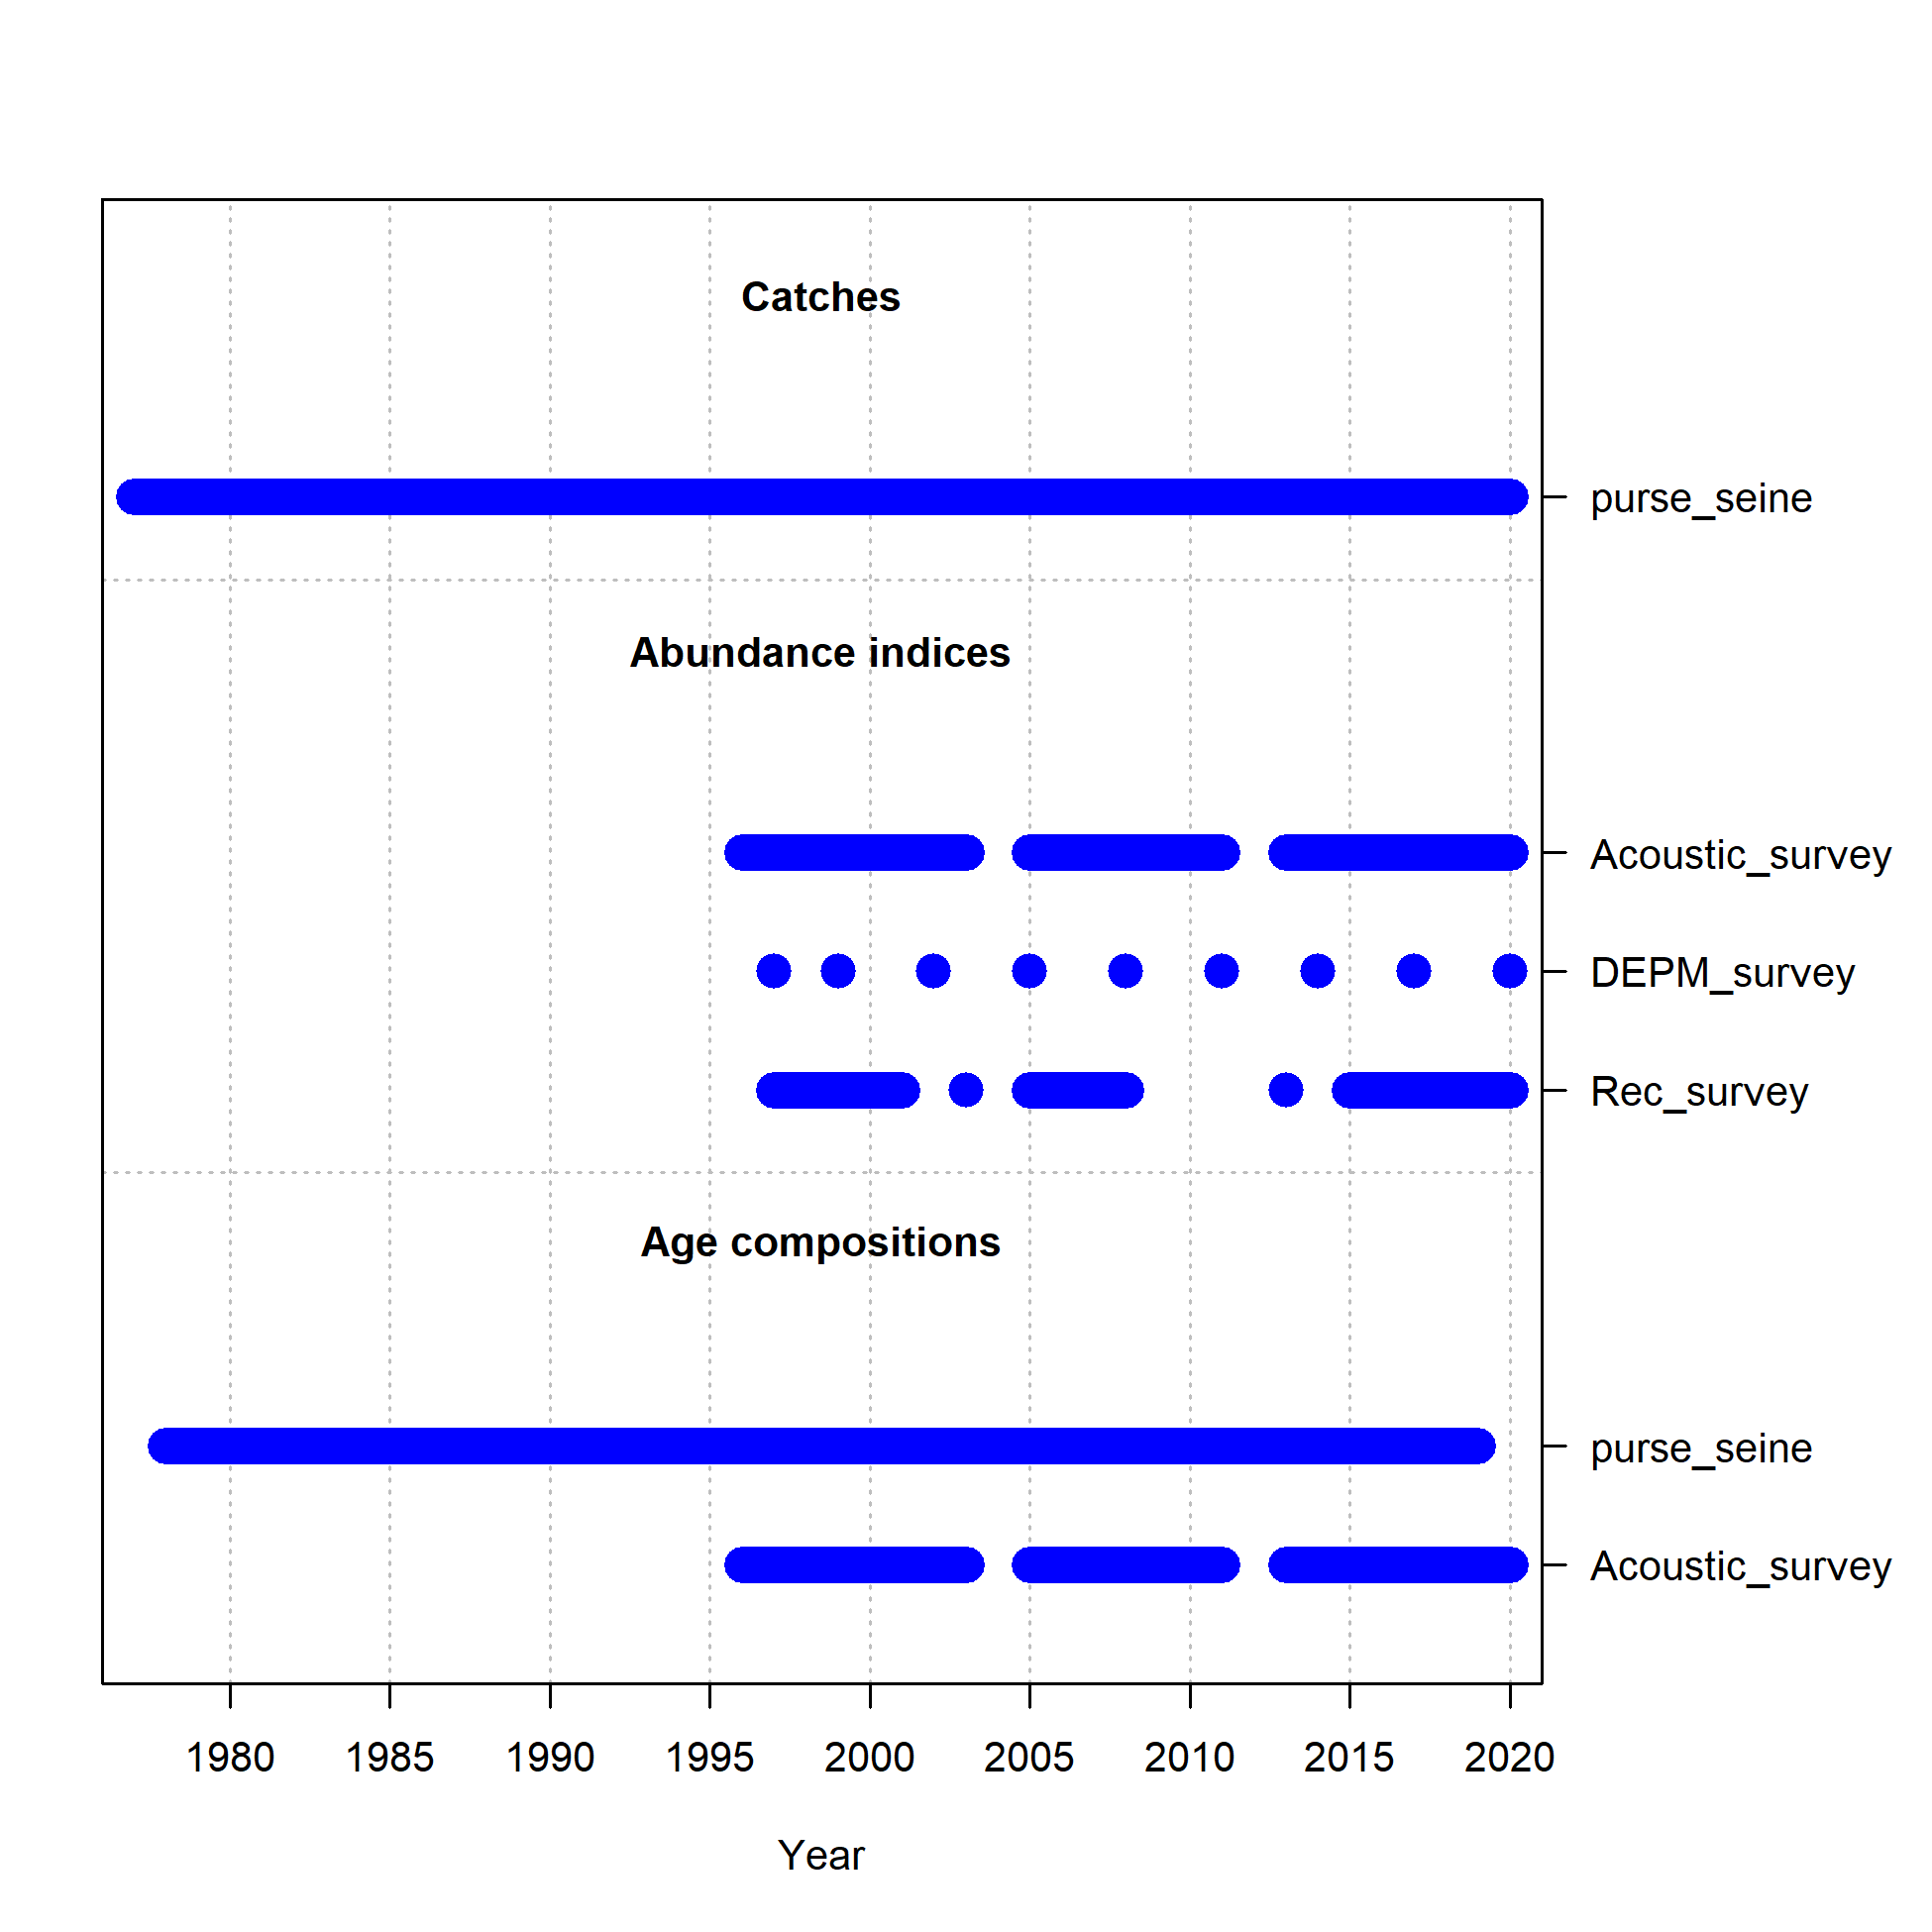 Catches
purse_seine
Abundance indices
Acoustic_survey
DEPM_survey
Rec_survey
Age compositions
purse_seine
Acoustic_survey
1980 1985 1990 1995 2000 2005 2010 2015 2020
Year